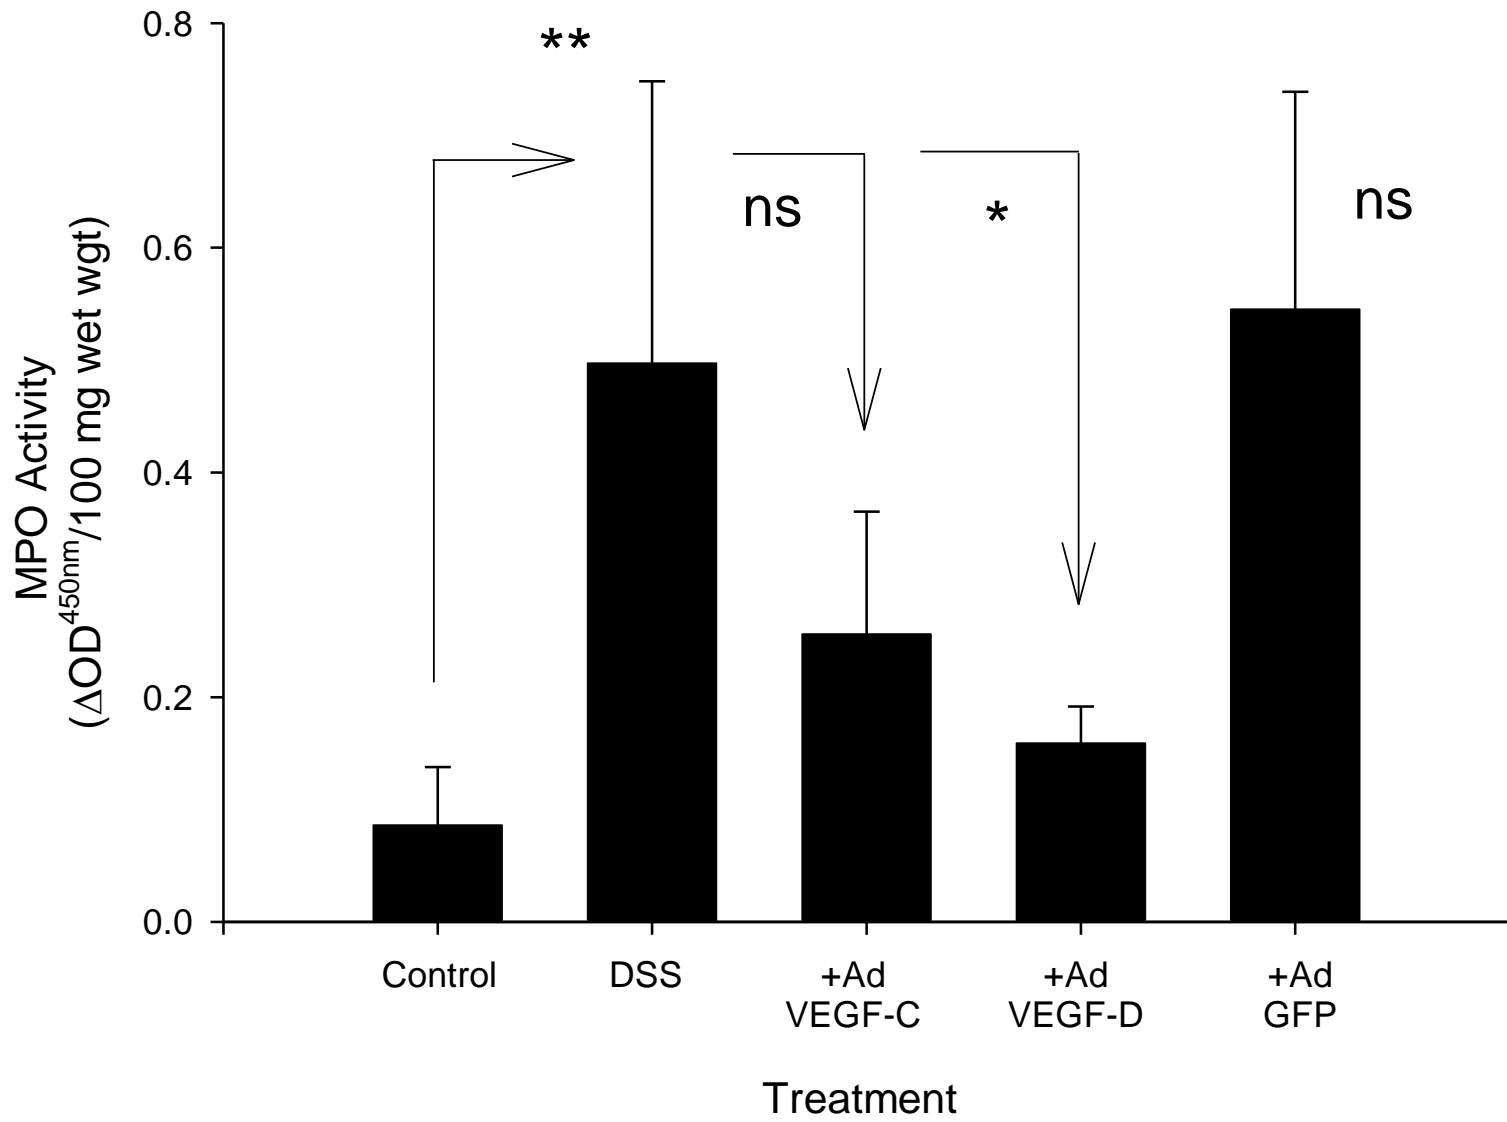 0.8
0.6
0.4
0.2
0.0
MPO Activity
(ΔOD450nm/100 mg wet wgt)
**
ns
*
ns
Control
DSS
+Ad
VEGF-C
+Ad
VEGF-D
+Ad
GFP
Treatment